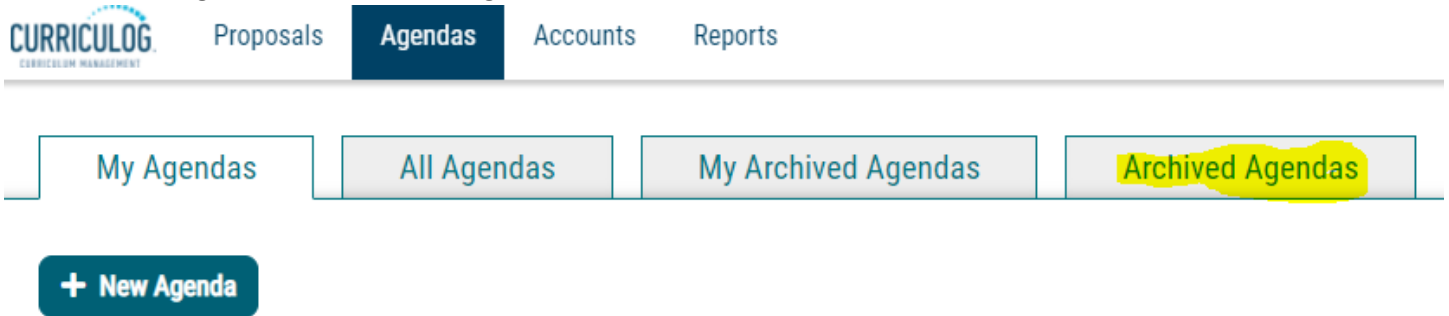 CURRICULOG
CURRICULUM MANAGEMENT
Proposals Agendas Accounts Reports
My Agendas All Agendas My Archived Agendas Archived Agendas
+ New Agenda